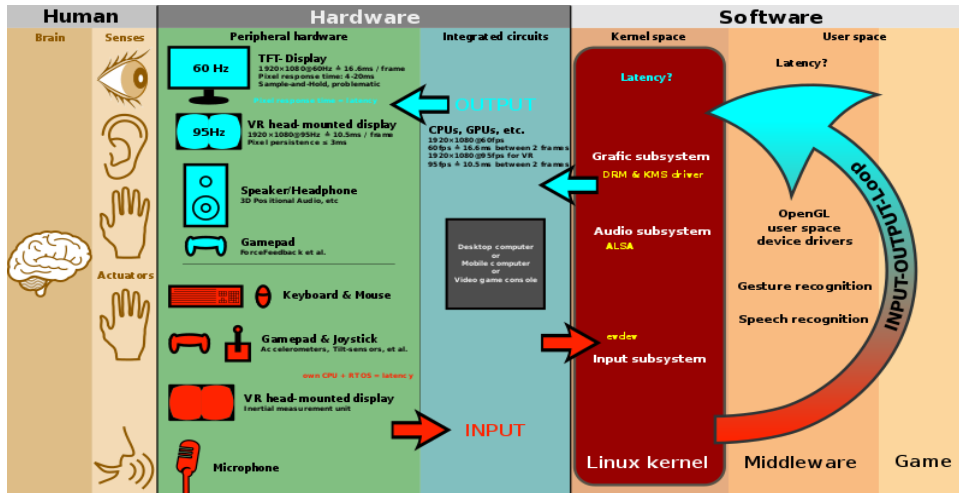 Human
Hardware
Software
Brain
Senses
Peripheral hardware
Integrated circuits
Kernel space
User space
60 Hz
TFT-Display
1920×1080@60Hz ≙ 16.6ms / frame
Pixel response time: 4-20ms
Sample-and-Hold, problematic
Pixel response time = Latency
95Hz
VR head-mounted display
1920×1080@95Hz ≙ 10.5ms / frame
Pixel persistence ≤ 3ms
Speaker/Headphone
3D Positional Audio, etc
Gamepad
ForceFeedback et al.
Actuators
Keyboard & Mouse
Gamepad & Joystick
Accelerometers, Tilt-sensors, et al.
own CPU + RTOS = latency
VR head-mounted display
Inertial measurement unit
Microphone
OUTPUT
CPUs, GPUs, etc.
1920×1080@60fps
60fps ≙ 16.6ms between 2 frames
1920×1080@95fps for VR
95fps ≙ 10.5ms between 2 frames
Desktop computer
or
Mobile computer
or
Video game console
INPUT
Latency?
Grafic subsystem
DRM & KMS driver
Audio subsystem
ALSA
evdev
Input subsystem
Linux kernel
Latency?
OpenGL
user space
device drivers
Gesture recognition
Speech recognition
INPUT-OUTPUT-LOOP
Middleware
Game